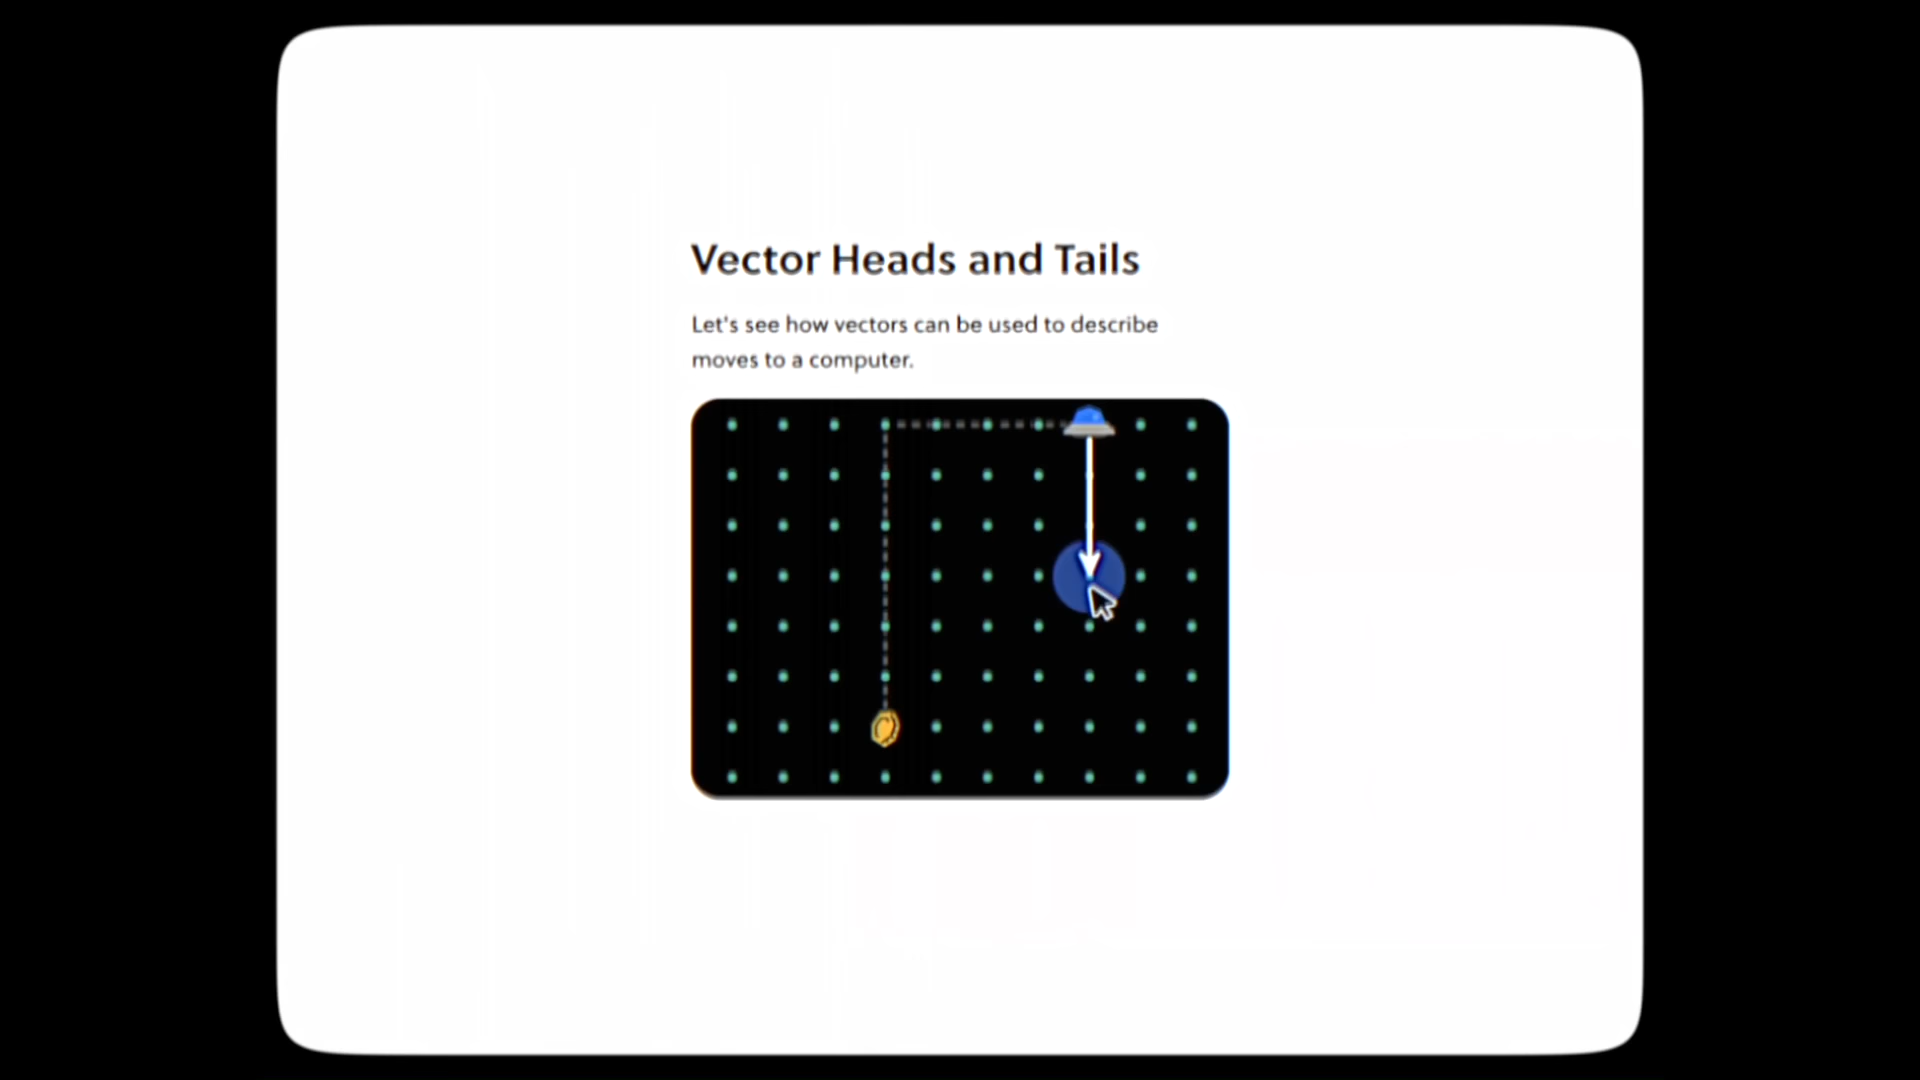 Vector Heads and Tails
Let's see how vectors can be used to describe
moves to a computer.